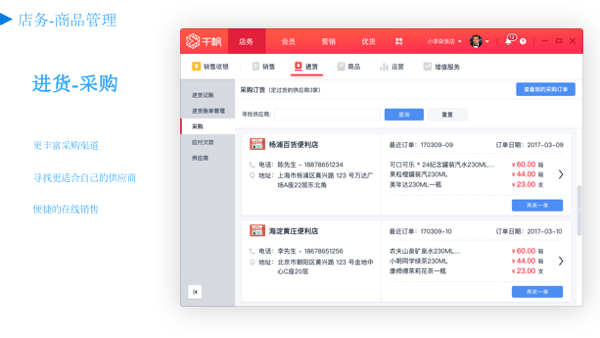 店务-商品管理
进货-采购
更丰富采购渠道
寻找更适合自己的供应商
便捷的在线销售
千帆
店务
会员
营销
优货
小李杂货店
12
销售收银
销售
进货
商品
运营
增值服务
进货记账
进货账单管理
采购
应付欠款
供应商
采购订货 (定过货的供应商3家)
查看我的采购订单
寻找供应商:
查询
重置
杨浦百货便利店
最近订单: 170309-09
订单日期: 2017-03-09
电话: 陈先生 - 18678651234
地址: 上海市杨浦区黄兴路 123 号万达广
场A座22层东北角
可口可乐 * 24纪念罐装汽水230ML... ¥ 60.00 箱
果粒橙罐装汽230ML ¥ 44.00 箱
美年达230ML一瓶 ¥ 23.00 支
再来一单
海淀黄庄便利店
最近订单: 170309-10
订单日期: 2017-03-10
电话: 李先生 - 18678651256
地址: 北京市朝阳区黄兴路 123 号金地中
心C座20层
农夫山泉矿泉水230ML... ¥ 60.00 箱
小明同学绿茶230ML ¥ 44.00 箱
康师傅茉莉花茶一瓶 ¥ 23.00 支
再来一单